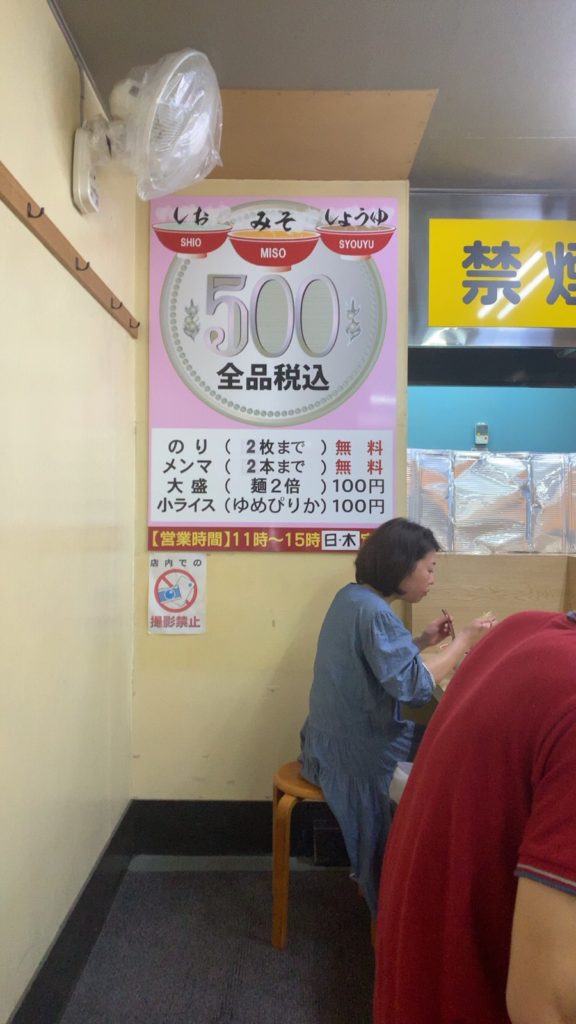 しお みそ しょうゆ
SHIO MISO SYOUYU
500
全品税込
のり ( 2枚まで ) 無料
メンマ ( 2本まで ) 無料
大盛 ( 麺2倍 ) 100円
小ライス (ゆめぴりか) 100円
【営業時間】11時～15時 日・木
店内での
撮影禁止
禁煙